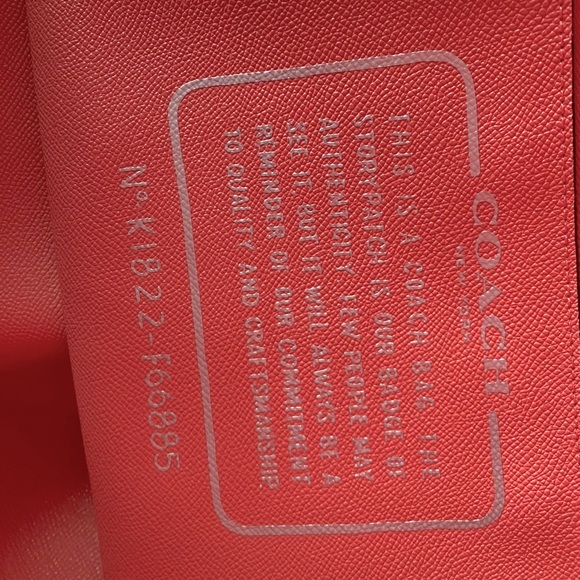 COACH
NEW YORK
THIS IS A COACH BAG THE
STORYPATCH IS OUR BADGE OF
AUTHENTICITY FEW PEOPLE MAY
SEE IT, BUT IT WILL ALWAYS BE A
REMINDER OF OUR COMMITMENT
TO QUALITY AND CRAFTSMANSHIP.
Nº K1822-F66885